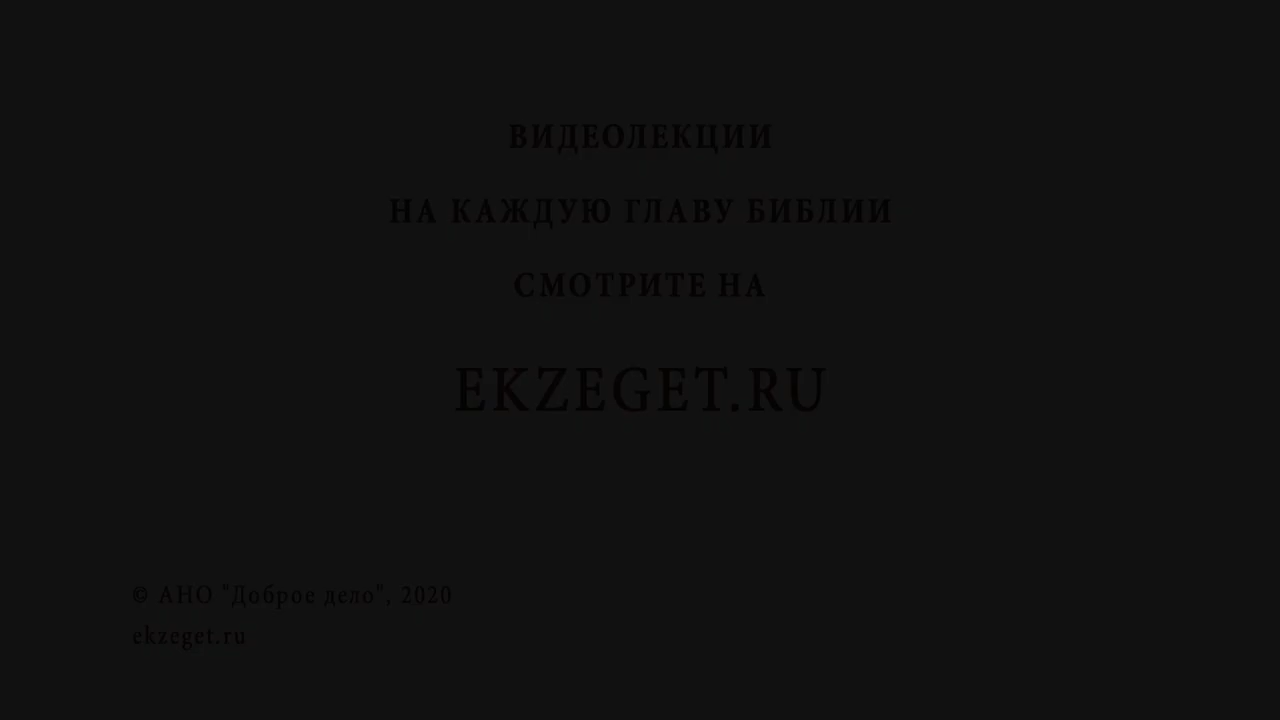 ВИДЕОЛЕКЦИИ
НА КАЖДУЮ ГЛАВУ БИБЛИИ
СМОТРИТЕ НА
EKZEGET.RU
© АНО "Доброе дело", 2020
ekzeget.ru